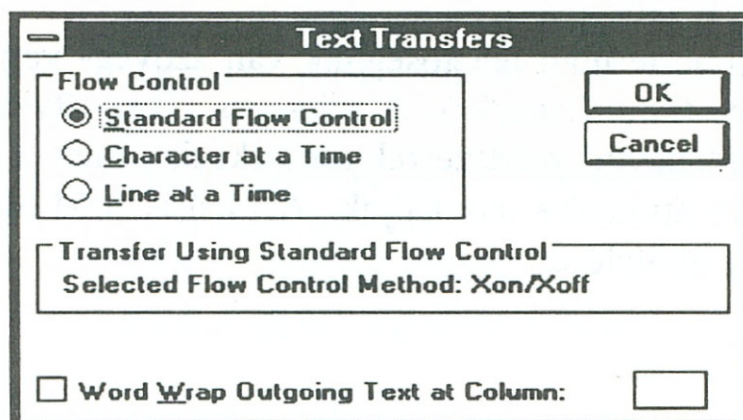 Text Transfers
Flow Control
Standard Flow Control
Character at a Time
Line at a Time
OK
Cancel
Transfer Using Standard Flow Control
Selected Flow Control Method: Xon/Xoff
Word Wrap Outgoing Text at Column: